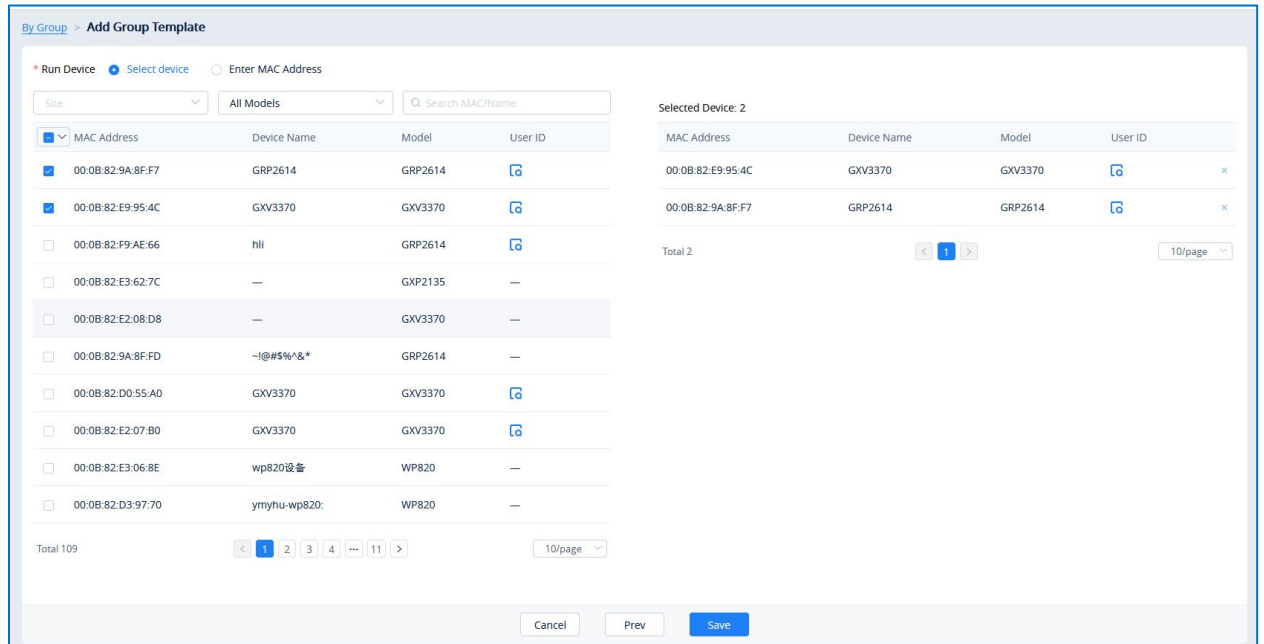 By Group > Add Group Template
* Run Device Select device Enter MAC Address
Site All Models Search MAC/Name
MAC Address Device Name Model User ID
00:0B:82:9A:8F:F7 GRP2614 GRP2614
00:0B:82:E9:95:4C GXV3370 GXV3370
00:0B:82:F9:AE:66 hli GRP2614
00:0B:82:E3:62:7C — GXP2135 —
00:0B:82:E2:08:D8 — GXV3370 —
00:0B:82:9A:8F:FD ~!@#$%^&* GRP2614 —
00:0B:82:D0:55:A0 GXV3370 GXV3370
00:0B:82:E2:07:B0 GXV3370 GXV3370
00:0B:82:E3:06:8E wp820设备 WP820 —
00:0B:82:D3:97:70 ymyhu-wp820: WP820 —
Total 109 < 1 2 3 4 ••• 11 > 10/page
Selected Device: 2
MAC Address Device Name Model User ID
00:0B:82:E9:95:4C GXV3370 GXV3370 ×
00:0B:82:9A:8F:F7 GRP2614 GRP2614 ×
Total 2 < 1 > 10/page
Cancel Prev Save